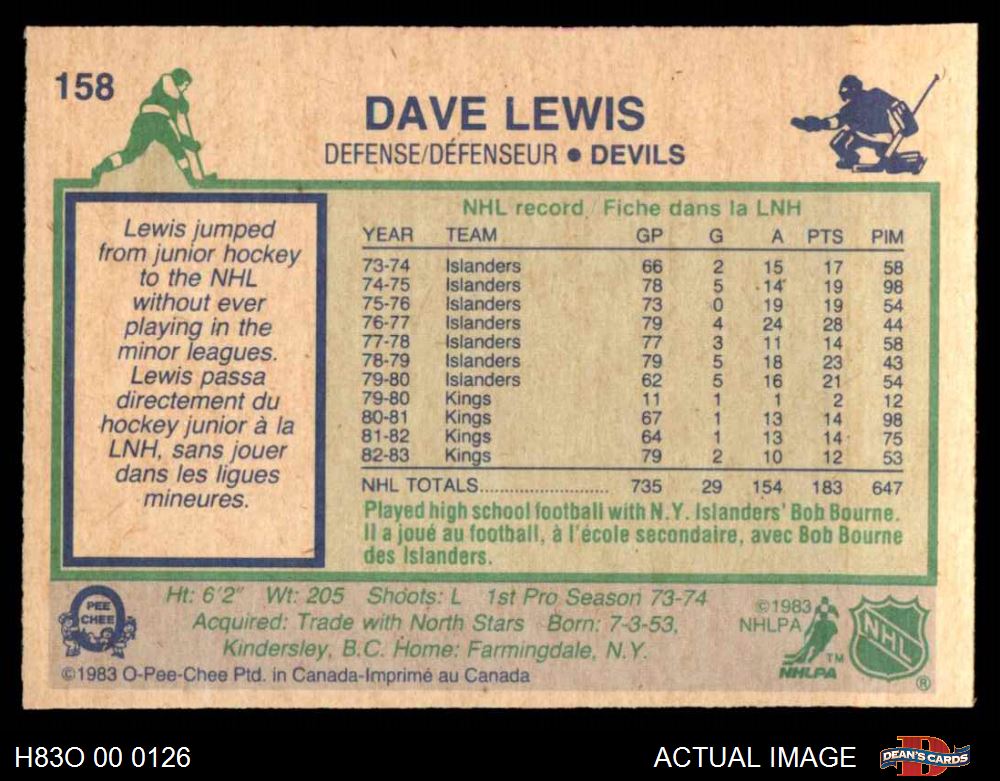 158
DAVE LEWIS
DEFENSE/DÉFENSEUR • DEVILS
Lewis jumped
from junior hockey
to the NHL
without ever
playing in the
minor leagues.
Lewis passa
directement du
hockey junior à la
LNH, sans jouer
dans les ligues
mineures.
NHL record / Fiche dans la LNH
YEAR TEAM GP G A PTS PIM
73-74 Islanders 66 2 15 17 58
74-75 Islanders 78 5 14 19 98
75-76 Islanders 73 0 19 19 54
76-77 Islanders 79 4 24 28 44
77-78 Islanders 77 3 11 14 58
78-79 Islanders 79 5 18 23 43
79-80 Islanders 62 5 16 21 54
79-80 Kings 11 1 1 2 12
80-81 Kings 67 1 13 14 98
81-82 Kings 64 1 13 14 75
82-83 Kings 79 2 10 12 53
NHL TOTALS............................ 735 29 154 183 647
Played high school football with N.Y. Islanders' Bob Bourne.
Il a joué au football, à l'école secondaire, avec Bob Bourne
des Islanders.
O
PEE
CHEE
Ht: 6'2" Wt: 205 Shoots: L 1st Pro Season 73-74
Acquired: Trade with North Stars Born: 7-3-53,
Kindersley, B.C. Home: Farmingdale, N.Y.
©1983 O-Pee-Chee Ptd. in Canada-Imprimé au Canada
©1983
NHLPA
TM
NHLPA
NHL
®
H83O 00 0126
ACTUAL IMAGE
D
DEAN'S CARDS